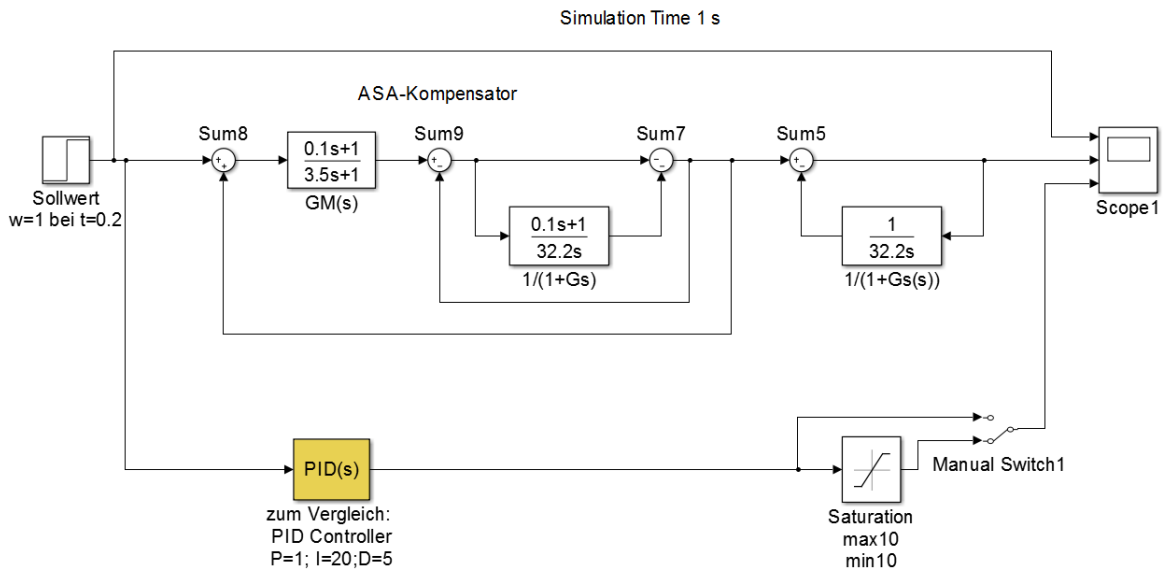 Simulation Time 1 s
ASA-Kompensator
Sum8
Sum9
Sum7
Sum5
+
+
0.1s+1
3.5s+1
GM(s)
+
−
−
−
+
−
Sollwert
w=1 bei t=0.2
Scope1
0.1s+1
32.2s
1/(1+Gs)
1
32.2s
1/(1+Gs(s))
PID(s)
zum Vergleich:
PID Controller
P=1; I=20;D=5
Saturation
max10
min10
Manual Switch1